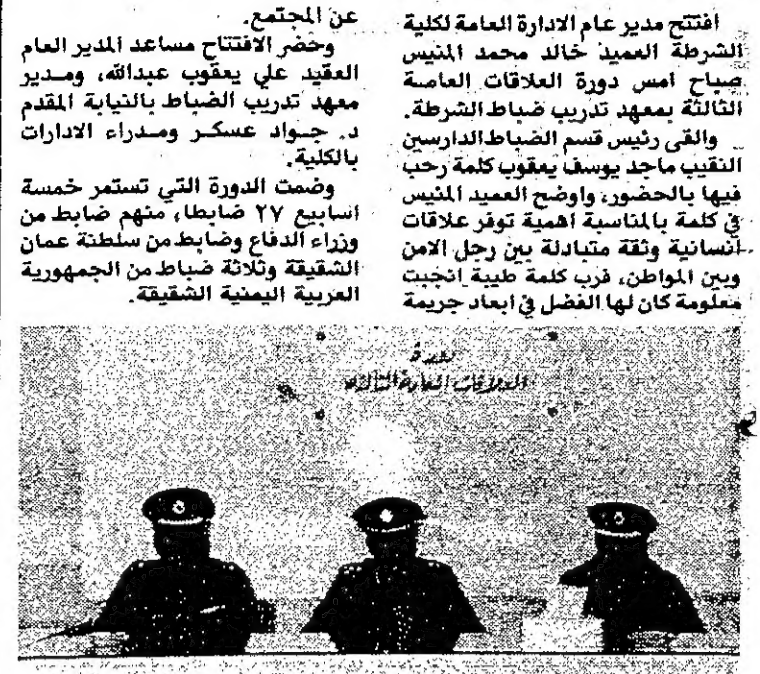 افتتح مدير عام الادارة العامة لكلية
الشرطة العميد خالد محمد المنيس
صباح امس دورة العلاقات العامة
الثالثة بمعهد تدريب ضباط الشرطة.
والقى رئيس قسم الضباط الدارسين
النقيب ماجد يوسف يعقوب كلمة رحب
فيها بالحضور، واوضح العميد المنيس
في كلمة بالمناسبة اهمية توفر علاقات
انسانية وثقة متبادلة بين رجل الامن
وبين المواطن، فرب كلمة طيبة انجبت
معلومة كان لها الفضل في ابعاد جريمة
عن المجتمع.
وحضر الافتتاح مساعد المدير العام
العقيد علي يعقوب عبدالله، ومدير
معهد تدريب الضباط بالنيابة المقدم
د. جواد عسكر ومدراء الادارات
بالكلية.
وضمت الدورة التي تستمر خمسة
اسابيع ٢٧ ضابطا، منهم ضابط من
وزراء الدفاع وضابط من سلطنة عمان
الشقيقة وثلاثة ضباط من الجمهورية
العربية اليمنية الشقيقة.
دورة
العلاقات العامة الثالثة